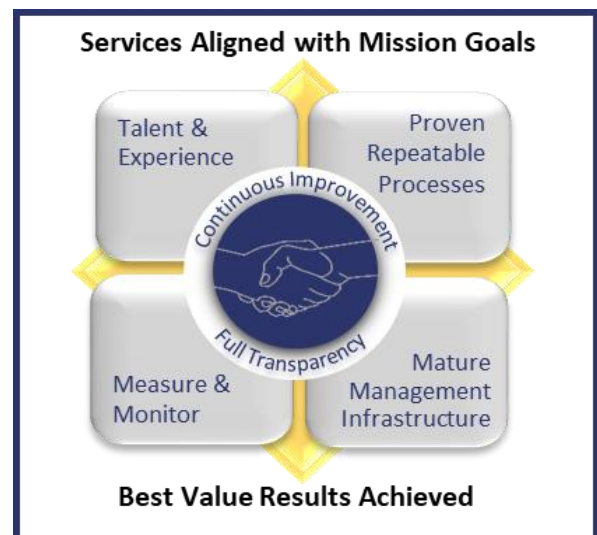 Services Aligned with Mission Goals
Talent &
Experience
Proven
Repeatable
Processes
Continuous Improvement
Full Transparency
Measure &
Monitor
Mature
Management
Infrastructure
Best Value Results Achieved